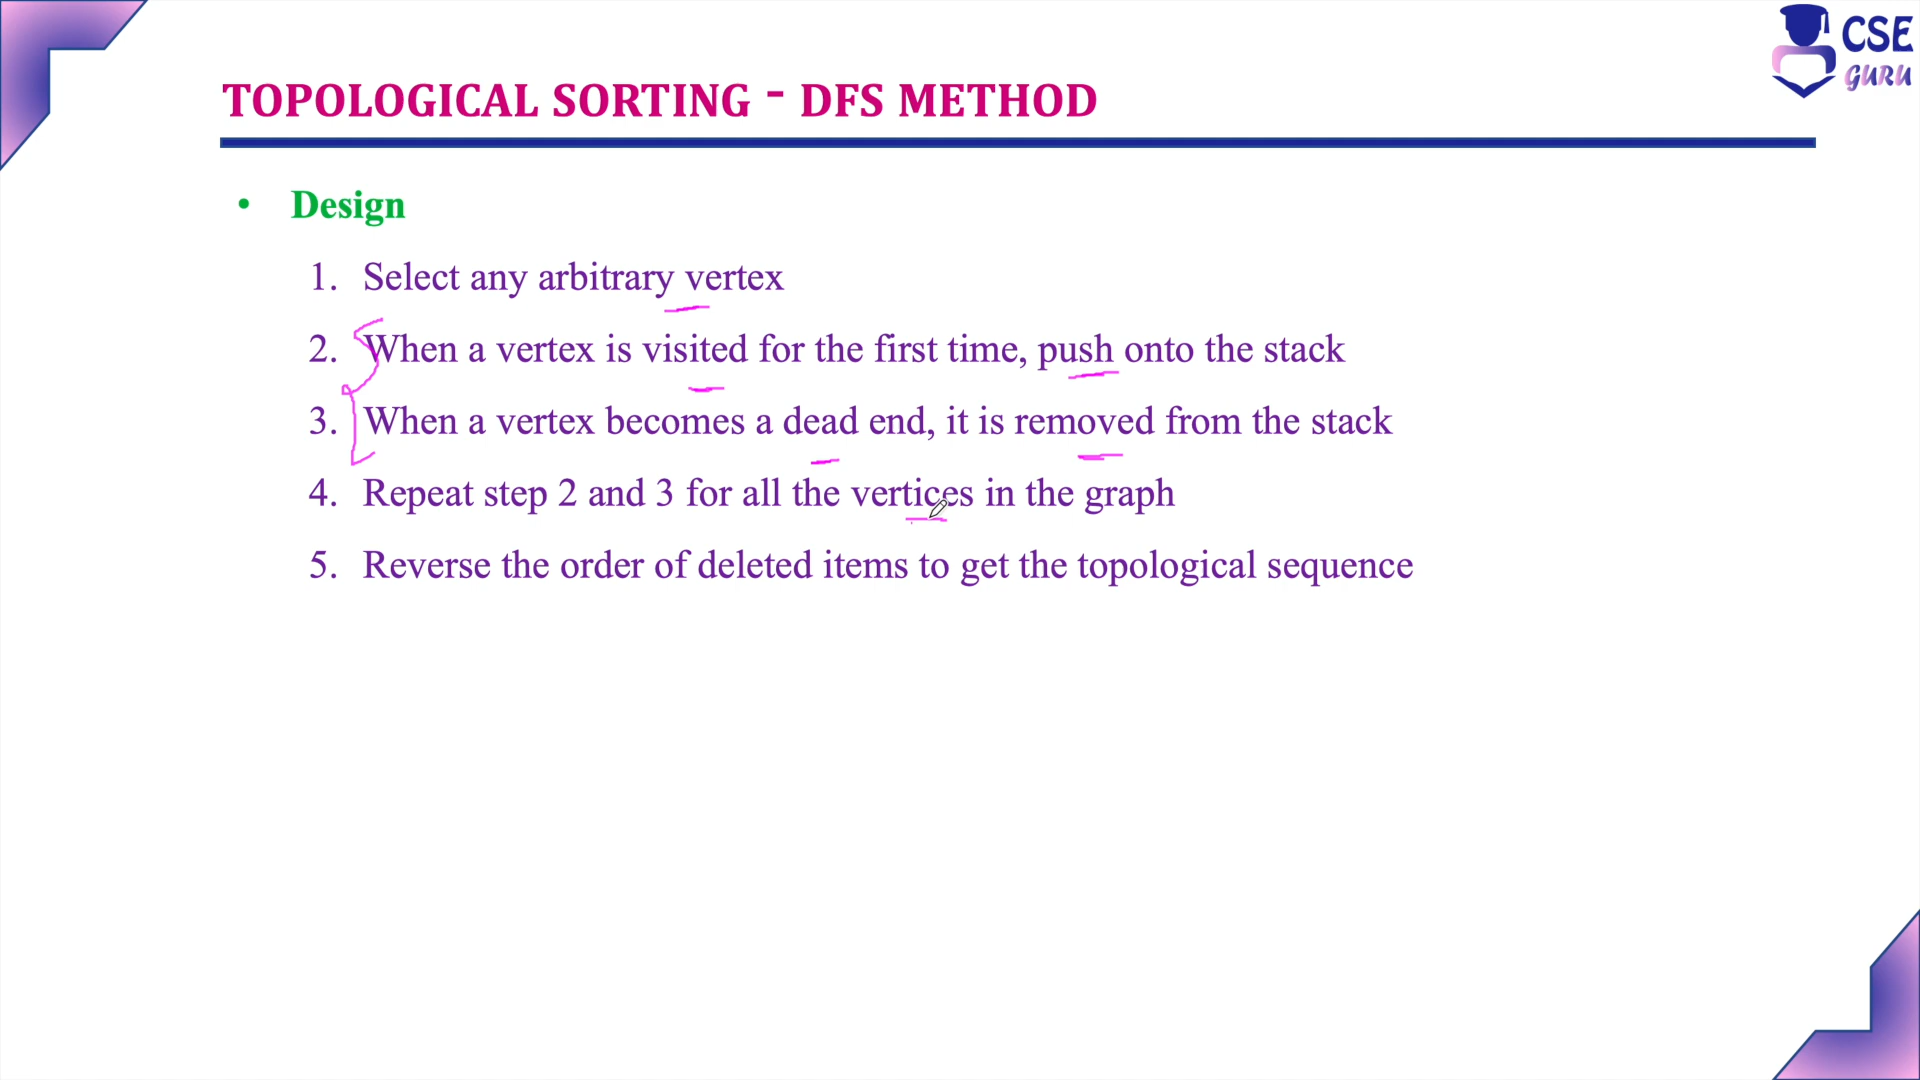 CSE
GURU
TOPOLOGICAL SORTING - DFS METHOD
• Design
1. Select any arbitrary vertex
2. When a vertex is visited for the first time, push onto the stack
3. When a vertex becomes a dead end, it is removed from the stack
4. Repeat step 2 and 3 for all the vertices in the graph
5. Reverse the order of deleted items to get the topological sequence